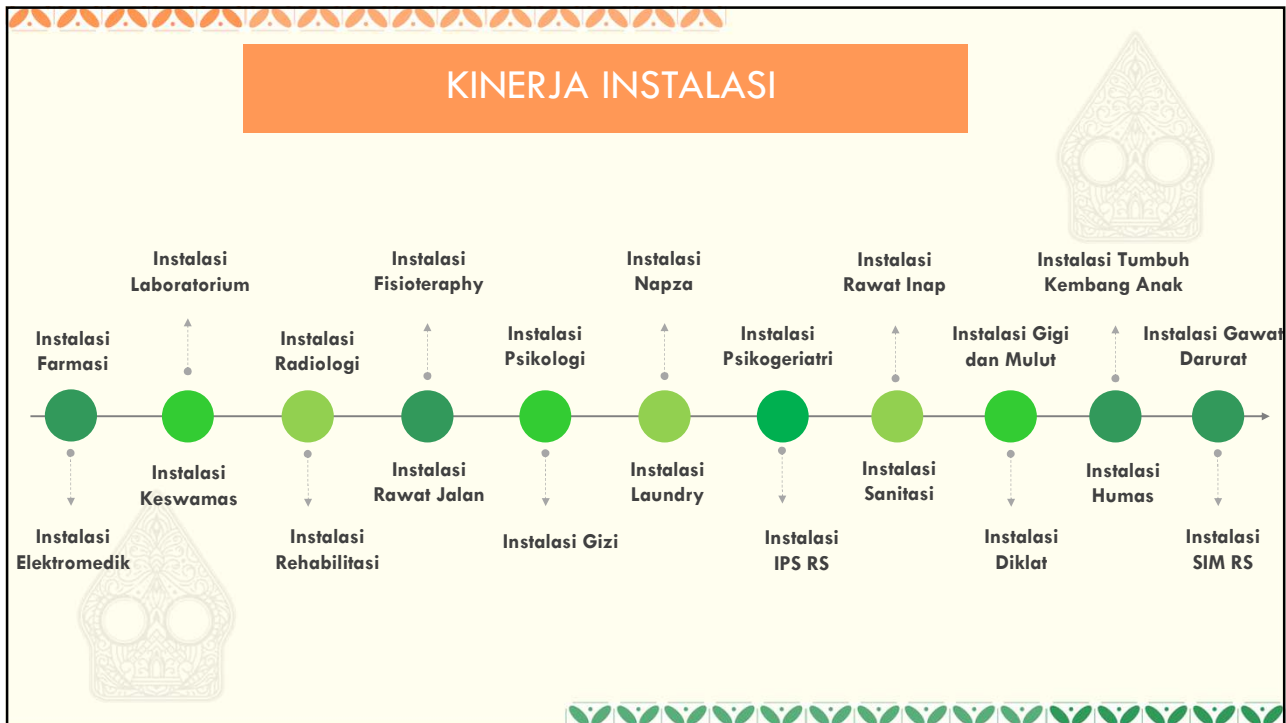 KINERJA INSTALASI
Instalasi
Laboratorium
Instalasi
Fisioteraphy
Instalasi
Napza
Instalasi
Rawat Inap
Instalasi Tumbuh
Kembang Anak
Instalasi
Farmasi
Instalasi
Radiologi
Instalasi
Psikologi
Instalasi
Psikogeriatri
Instalasi Gigi
dan Mulut
Instalasi Gawat
Darurat
Instalasi
Keswamas
Instalasi
Rawat Jalan
Instalasi
Laundry
Instalasi
Sanitasi
Instalasi
Humas
Instalasi
Elektromedik
Instalasi
Rehabilitasi
Instalasi Gizi
Instalasi
IPS RS
Instalasi
Diklat
Instalasi
SIM RS